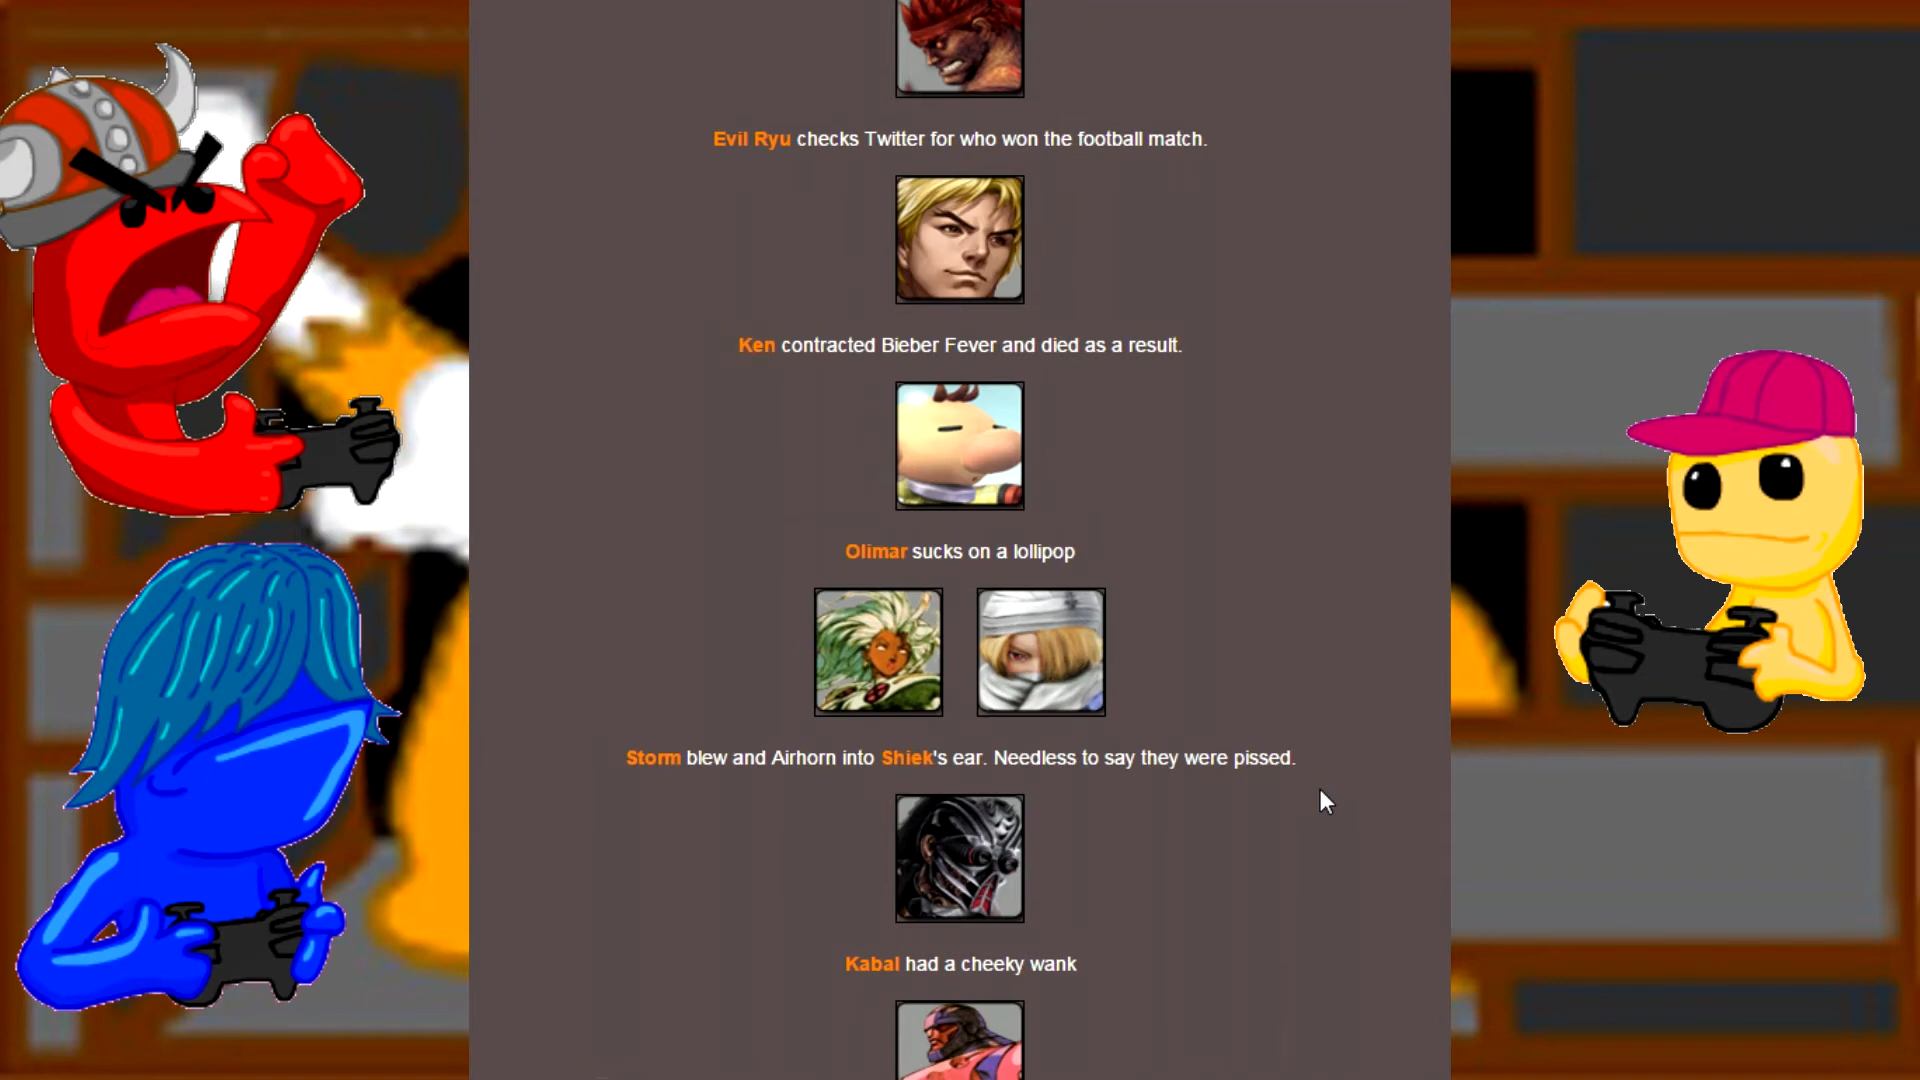 Evil Ryu checks Twitter for who won the football match.
Ken contracted Bieber Fever and died as a result.
Olimar sucks on a lollipop
Storm blew and Airhorn into Shiek's ear. Needless to say they were pissed.
Kabal had a cheeky wank